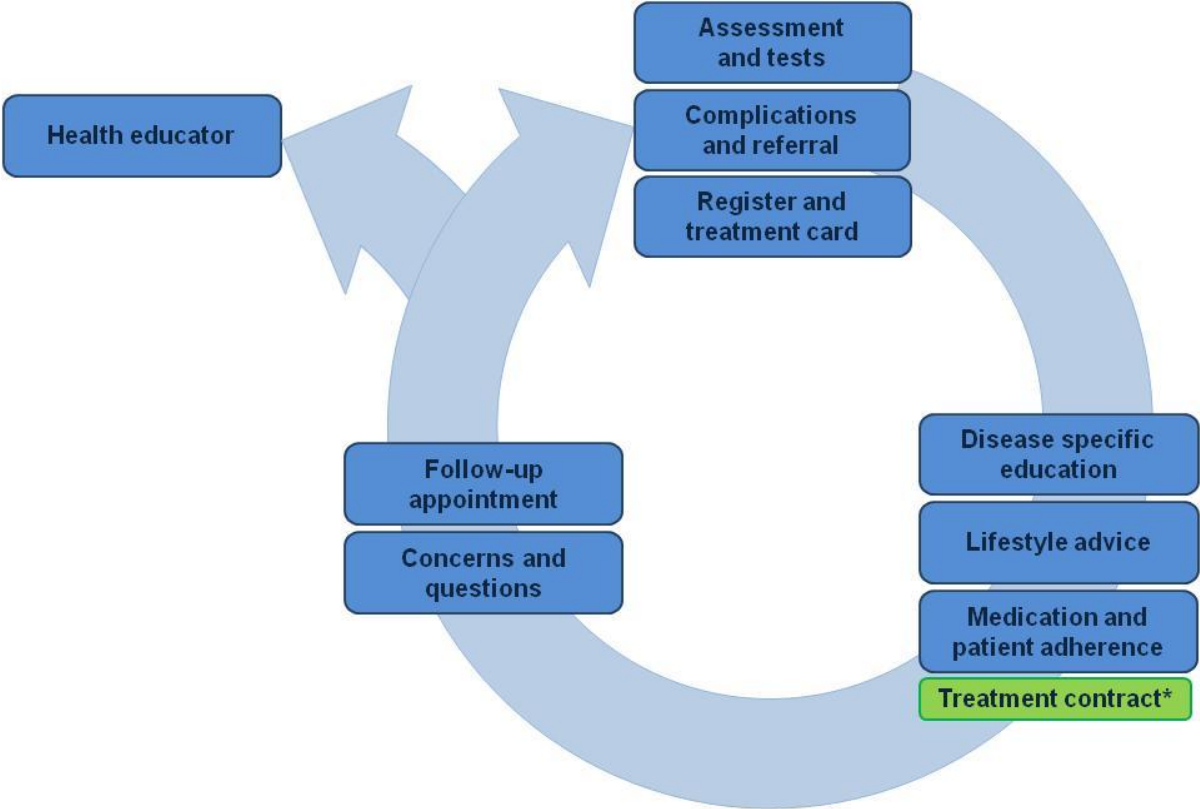 Assessment
and tests
Complications
and referral
Register and
treatment card
Health educator
Disease specific
education
Lifestyle advice
Medication and
patient adherence
Treatment contract*
Follow-up
appointment
Concerns and
questions